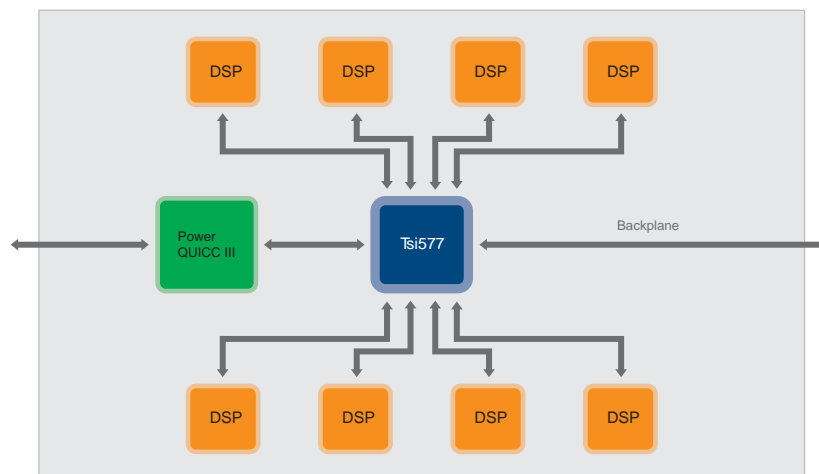 DSP
DSP
DSP
DSP
Power
QUICC III
Tsi577
Backplane
DSP
DSP
DSP
DSP